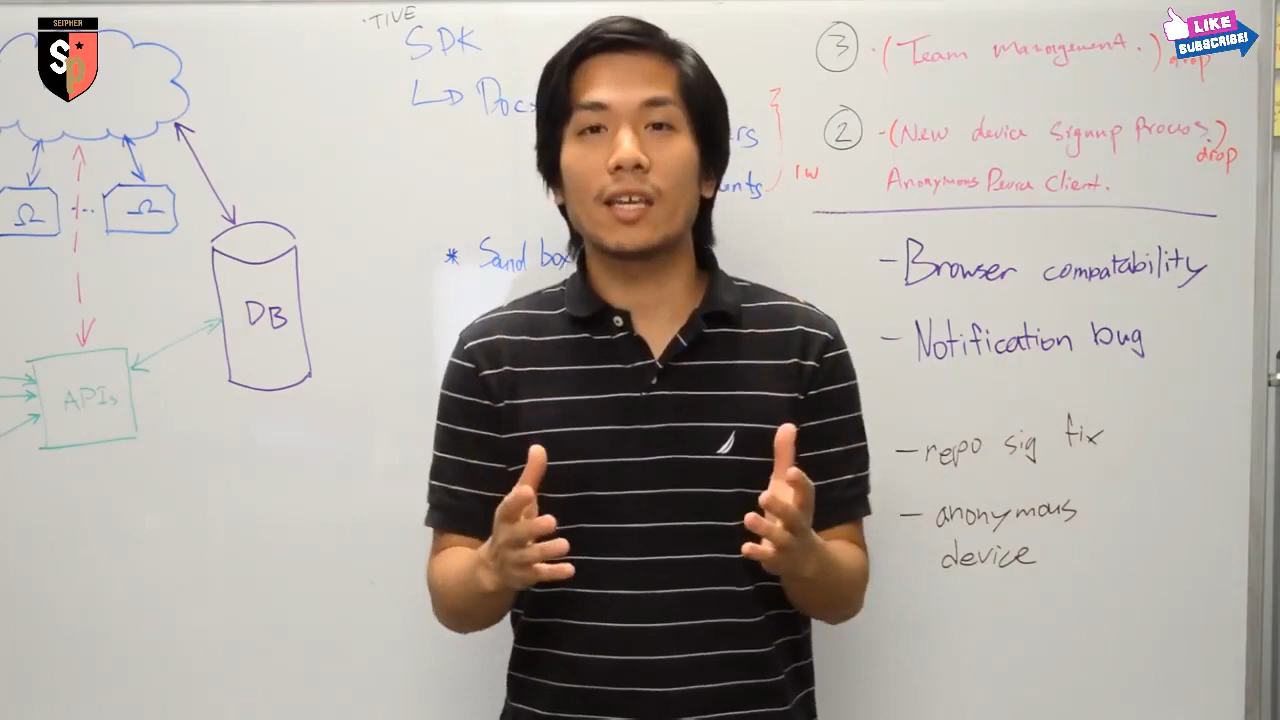 SEIPHER
SP
LIKE
SUBSCRIBE!
TIVE
SDK
Docs
* Sand box
1w
Ω
... Ω
DB
APIs
3 (Team management.) drop
2 -(New device signup Process)
drop
Anonymous Device Client.
- Browser compatability
- Notification bug
- repo sig fix
- anonymous
device